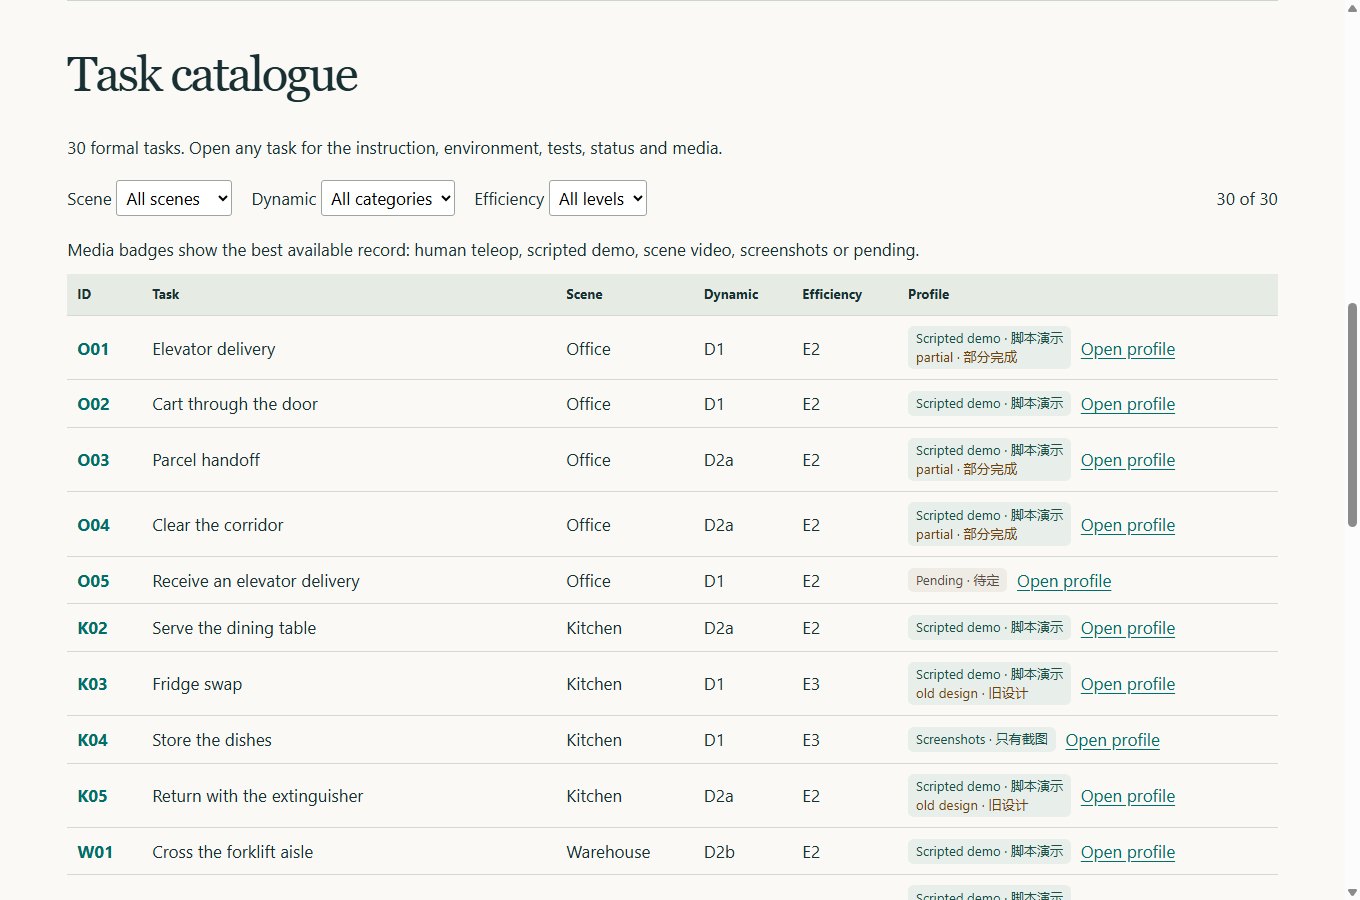 Task catalogue
30 formal tasks. Open any task for the instruction, environment, tests, status and media.
Scene All scenes Dynamic All categories Efficiency All levels 30 of 30
Media badges show the best available record: human teleop, scripted demo, scene video, screenshots or pending.
ID Task Scene Dynamic Efficiency Profile
O01 Elevator delivery Office D1 E2 Scripted demo · 脚本演示 Open profile
partial · 部分完成
O02 Cart through the door Office D1 E2 Scripted demo · 脚本演示 Open profile
O03 Parcel handoff Office D2a E2 Scripted demo · 脚本演示 Open profile
partial · 部分完成
O04 Clear the corridor Office D2a E2 Scripted demo · 脚本演示 Open profile
partial · 部分完成
O05 Receive an elevator delivery Office D1 E2 Pending · 待定 Open profile
K02 Serve the dining table Kitchen D2a E2 Scripted demo · 脚本演示 Open profile
K03 Fridge swap Kitchen D1 E3 Scripted demo · 脚本演示 Open profile
old design · 旧设计
K04 Store the dishes Kitchen D1 E3 Screenshots · 只有截图 Open profile
K05 Return with the extinguisher Kitchen D2a E2 Scripted demo · 脚本演示 Open profile
old design · 旧设计
W01 Cross the forklift aisle Warehouse D2b E2 Scripted demo · 脚本演示 Open profile
Scripted demo · 脚本演示